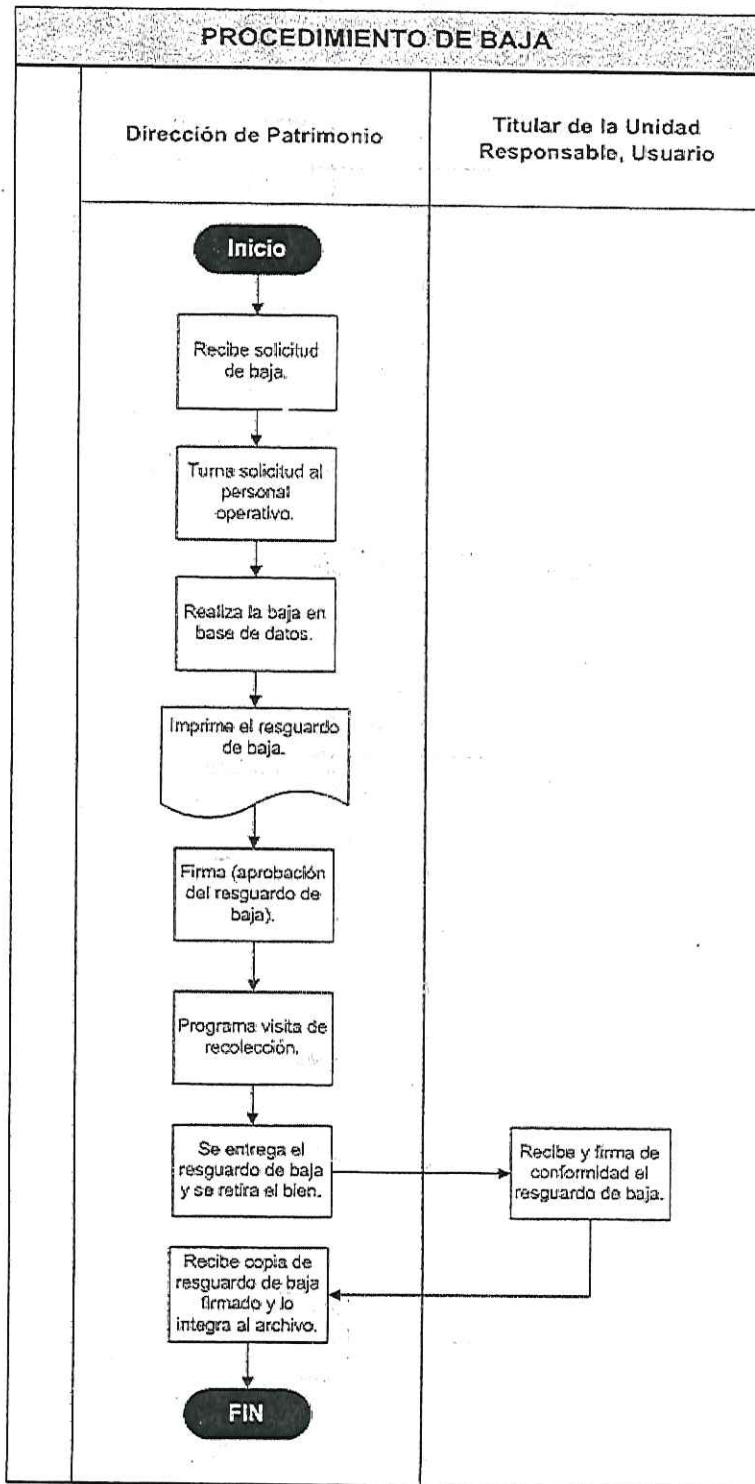 PROCEDIMIENTO DE BAJA
Dirección de Patrimonio
Titular de la Unidad
Responsable, Usuario
Inicio
Recibe solicitud
de baja.
Turna solicitud al
personal
operativo.
Realiza la baja en
base de datos.
Imprime el resguardo
de baja.
Firma (aprobación
del resguardo de
baja).
Programa visita de
recolección.
Se entrega el
resguardo de baja
y se retira el bien.
Recibe y firma de
conformidad el
resguardo de baja.
Recibe copia de
resguardo de baja
firmado y lo
integra al archivo.
FIN